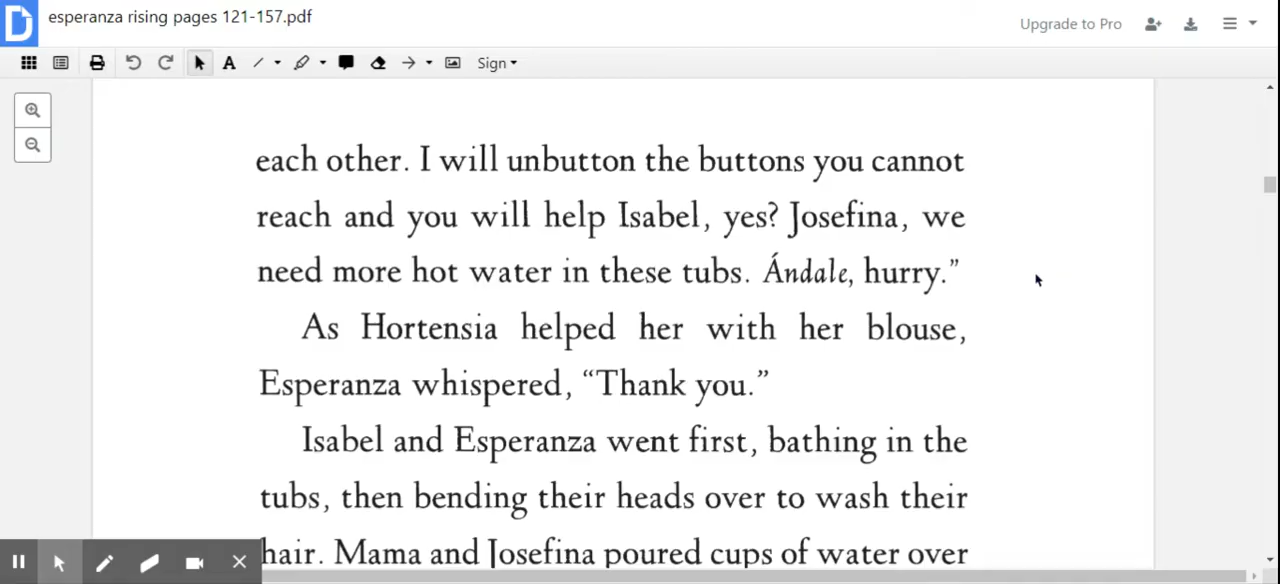 esperanza rising pages 121-157.pdf
Upgrade to Pro
A
Sign
each other. I will unbutton the buttons you cannot
reach and you will help Isabel, yes? Josefina, we
need more hot water in these tubs. Ándale, hurry.”
As Hortensia helped her with her blouse,
Esperanza whispered, “Thank you.”
Isabel and Esperanza went first, bathing in the
tubs, then bending their heads over to wash their
hair. Mama and Josefina poured cups of water over